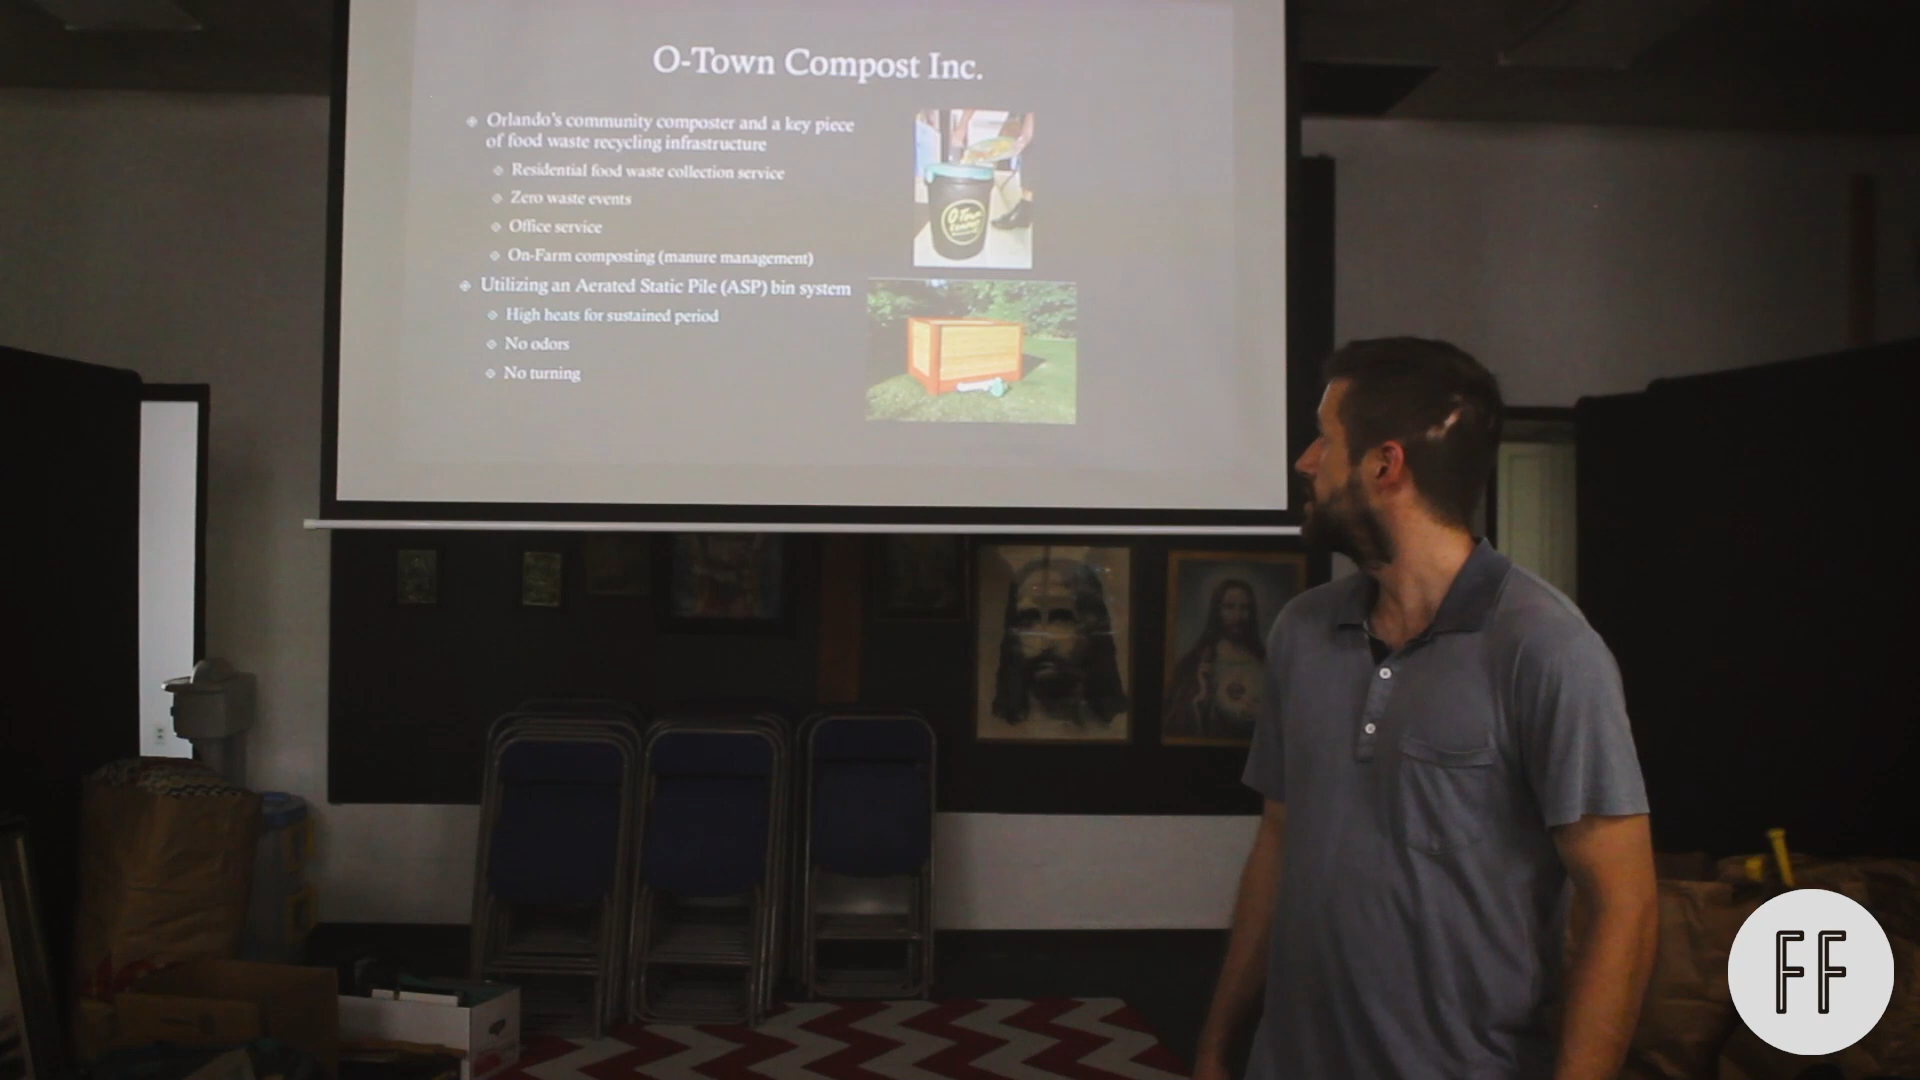 O-Town Compost Inc.
Orlando's community composter and a key piece
of food waste recycling infrastructure
Residential food waste collection service
Zero waste events
Office service
On-Farm composting (manure management)
Utilizing an Aerated Static Pile (ASP) bin system
High heats for sustained period
No odors
No turning
O-Town
COMPOST
FF